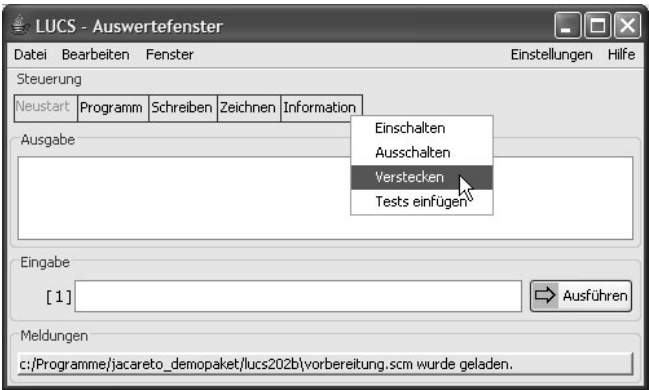 LUCS - Auswertefenster
Datei Bearbeiten Fenster Einstellungen Hilfe
Steuerung
Neustart Programm Schreiben Zeichnen Information
Einschalten
Ausschalten
Verstecken
Tests einfügen
Ausgabe
Eingabe
[1] Ausführen
Meldungen
c:/Programme/jacareto_demopaket/lucs202b\vorbereitung.scm wurde geladen.